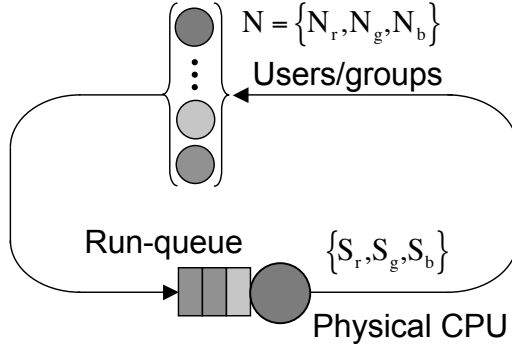 N = {N_r,N_g,N_b}
Users/groups
Run-queue
{S_r,S_g,S_b}
Physical CPU